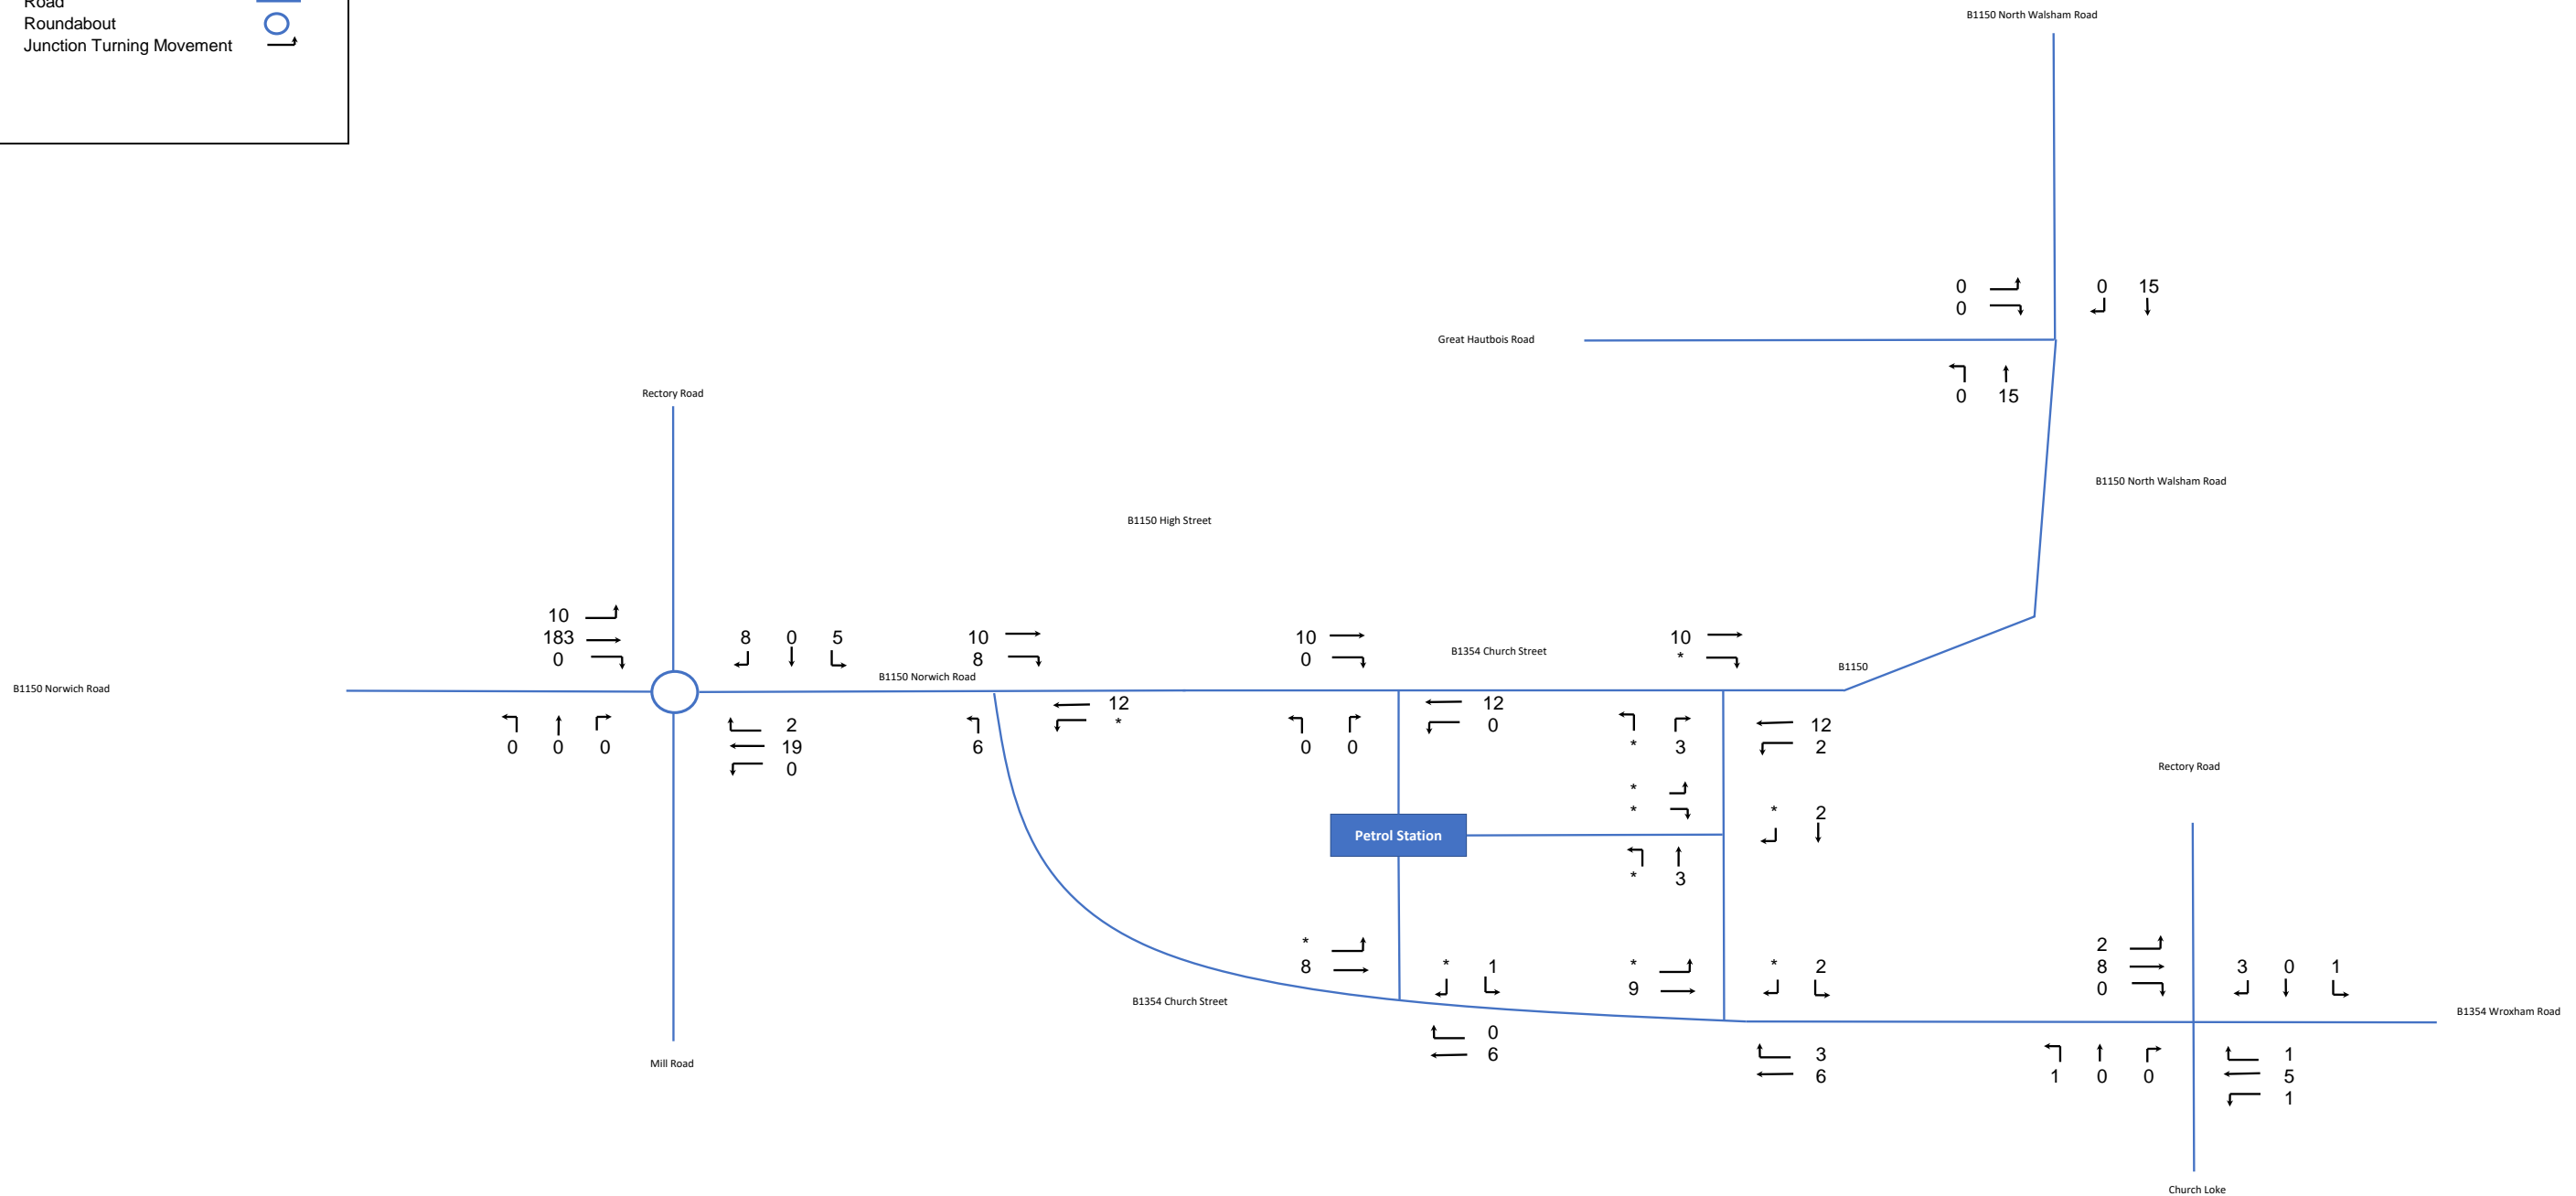 Road
Roundabout
Junction Turning Movement
B1150 North Walsham Road
0 0 15
0
Great Hautbois Road
0 15
Rectory Road
B1150 North Walsham Road
B1150 High Street
10
183 8 0 5 10 10 B1354 Church Street 10
0 8 0 *
B1150
B1150 Norwich Road B1150 Norwich Road
12 12
2 * 0 12
0 0 0 19 6 0 0 * 3 2
0
Rectory Road
*
* * 2
Petrol Station
* 3
* 2
8 * 1 * * 2 8 3 0 1
9 0
B1354 Church Street
B1354 Wroxham Road
0
6 3 1
6 1 0 0 5
1
Mill Road
Church Loke